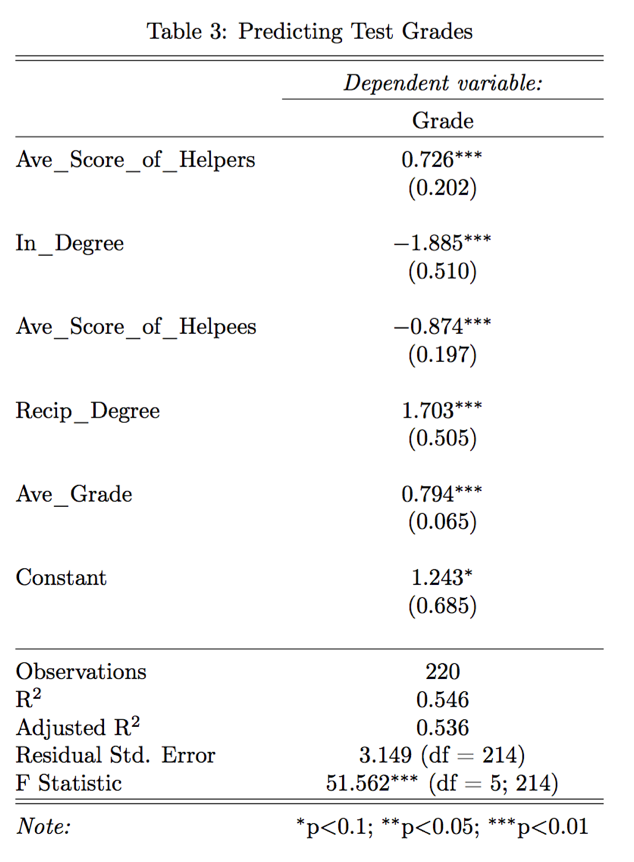 Table 3: Predicting Test Grades
Dependent variable:
Grade
Ave_Score_of_Helpers 0.726***
(0.202)
In_Degree −1.885***
(0.510)
Ave_Score_of_Helpees −0.874***
(0.197)
Recip_Degree 1.703***
(0.505)
Ave_Grade 0.794***
(0.065)
Constant 1.243*
(0.685)
Observations 220
R² 0.546
Adjusted R² 0.536
Residual Std. Error 3.149 (df = 214)
F Statistic 51.562*** (df = 5; 214)
Note: *p<0.1; **p<0.05; ***p<0.01